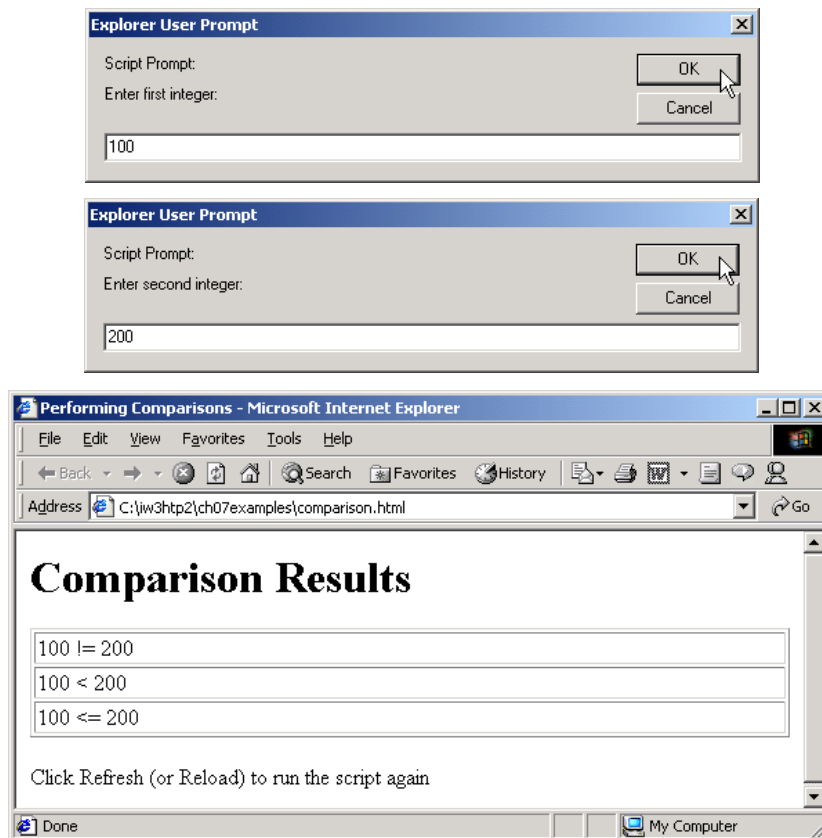 Explorer User Prompt
Script Prompt:
OK
Enter first integer:
Cancel
100
Explorer User Prompt
Script Prompt:
OK
Enter second integer:
Cancel
200
Performing Comparisons - Microsoft Internet Explorer
File Edit View Favorites Tools Help
Back Search Favorites History
Address C:\iw3htp2\ch07examples\comparison.html Go
Comparison Results
100 != 200
100 < 200
100 <= 200
Click Refresh (or Reload) to run the script again
Done My Computer